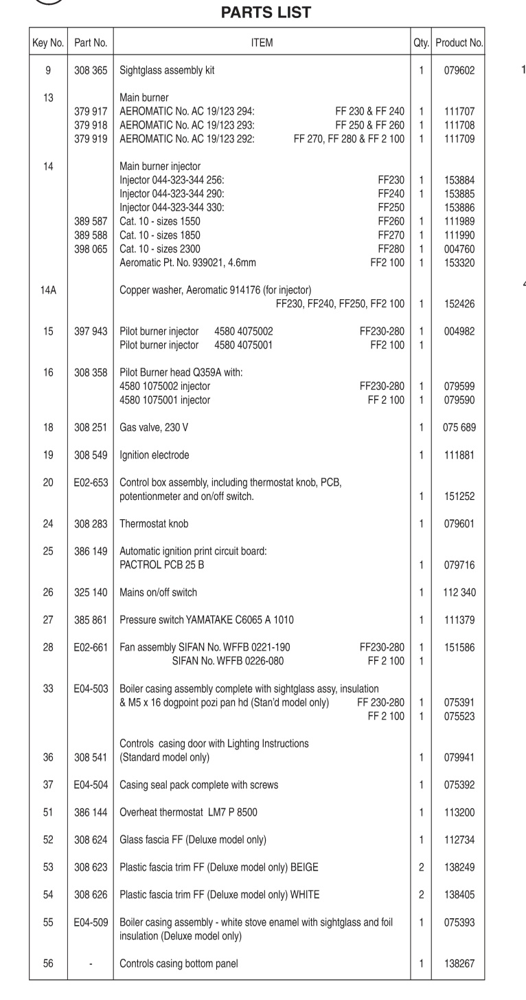 PARTS LIST
Key No. Part No. ITEM Qty. Product No.
9 308 365 Sightglass assembly kit 1 079602
13 Main burner
379 917 AEROMATIC No. AC 19/123 294: FF 230 & FF 240 1 111707
379 918 AEROMATIC No. AC 19/123 293: FF 250 & FF 260 1 111708
379 919 AEROMATIC No. AC 19/123 292: FF 270, FF 280 & FF 2 100 1 111709
14 Main burner injector
Injector 044-323-344 256: FF230 1 153884
Injector 044-323-344 290: FF240 1 153885
Injector 044-323-344 330: FF250 153886
389 587 Cat. 10 - sizes 1550 FF260 1 111989
389 588 Cat. 10 - sizes 1850 FF270 1 111990
398 065 Cat. 10 - sizes 2300 FF280 1 004760
Aeromatic Pt. No. 939021, 4.6mm FF2 100 1 153320
14A Copper washer, Aeromatic 914176 (for injector)
FF230, FF240, FF250, FF2 100 1 152426
15 397 943 Pilot burner injector 4580 4075002 FF230-280 1 004982
Pilot burner injector 4580 4075001 FF2 100 1
16 308 358 Pilot Burner head Q359A with:
4580 1075002 injector FF230-280 1 079599
4580 1075001 injector FF 2 100 1 079590
18 308 251 Gas valve, 230 V 1 075 689
19 308 549 Ignition electrode 1 111881
20 E02-653 Control box assembly, including thermostat knob, PCB,
potentionmeter and on/off switch. 1 151252
24 308 283 Thermostat knob 1 079601
25 386 149 Automatic ignition print circuit board:
PACTROL PCB 25 B 1 079716
26 325 140 Mains on/off switch 1 112 340
27 385 861 Pressure switch YAMATAKE C6065 A 1010 1 111379
28 E02-661 Fan assembly SIFAN No. WFFB 0221-190 FF230-280 1 151586
SIFAN No. WFFB 0226-080 FF 2 100 1
33 E04-503 Boiler casing assembly complete with sightglass assy, insulation
& M5 x 16 dogpoint pozi pan hd (Stan'd model only) FF 230-280 1 075391
FF 2 100 1 075523
Controls casing door with Lighting Instructions
36 308 541 (Standard model only) 1 079941
37 E04-504 Casing seal pack complete with screws 1 075392
51 386 144 Overheat thermostat LM7 P 8500 1 113200
52 308 624 Glass fascia FF (Deluxe model only) 1 112734
53 308 623 Plastic fascia trim FF (Deluxe model only) BEIGE 2 138249
54 308 626 Plastic fascia trim FF (Deluxe model only) WHITE 2 138405
55 E04-509 Boiler casing assembly - white stove enamel with sightglass and foil 1 075393
insulation (Deluxe model only)
56 - Controls casing bottom panel 1 138267